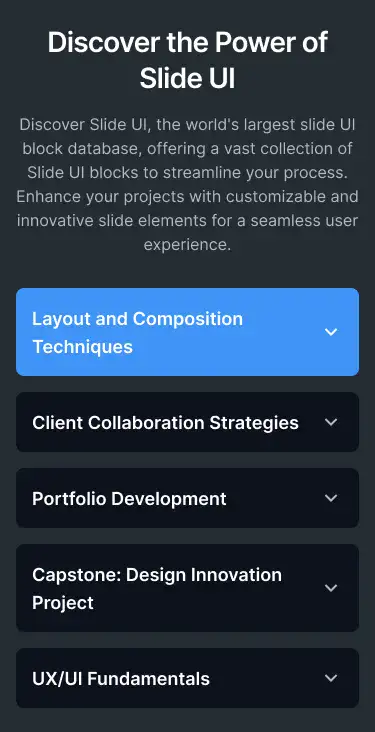 Discover the Power of
Slide UI
Discover Slide UI, the world's largest slide UI
block database, offering a vast collection of
Slide UI blocks to streamline your process.
Enhance your projects with customizable and
innovative slide elements for a seamless user
experience.
Layout and Composition
Techniques
Client Collaboration Strategies
Portfolio Development
Capstone: Design Innovation
Project
UX/UI Fundamentals